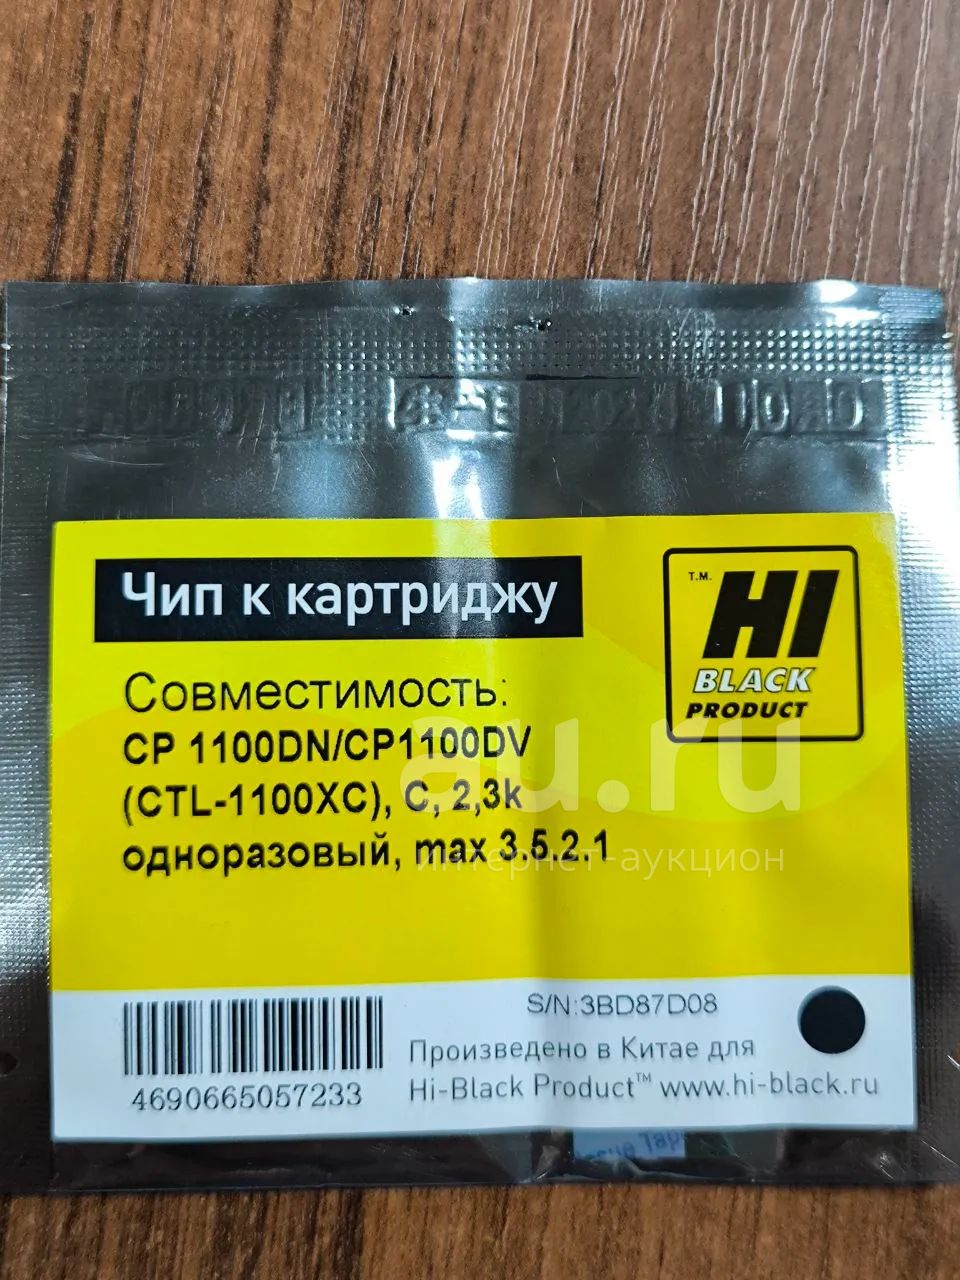 Чип к картриджу
Т.М.
HI
BLACK
PRODUCT
Совместимость:
CP 1100DN/CP1100DV
(CTL-1100XC), C, 2,3k
одноразовый, max 3.5.2.1
au.ru
интернет-аукцион
S/N:3BD87D08
Произведено в Китае для
Hi-Black Product™ www.hi-black.ru
4690665057233